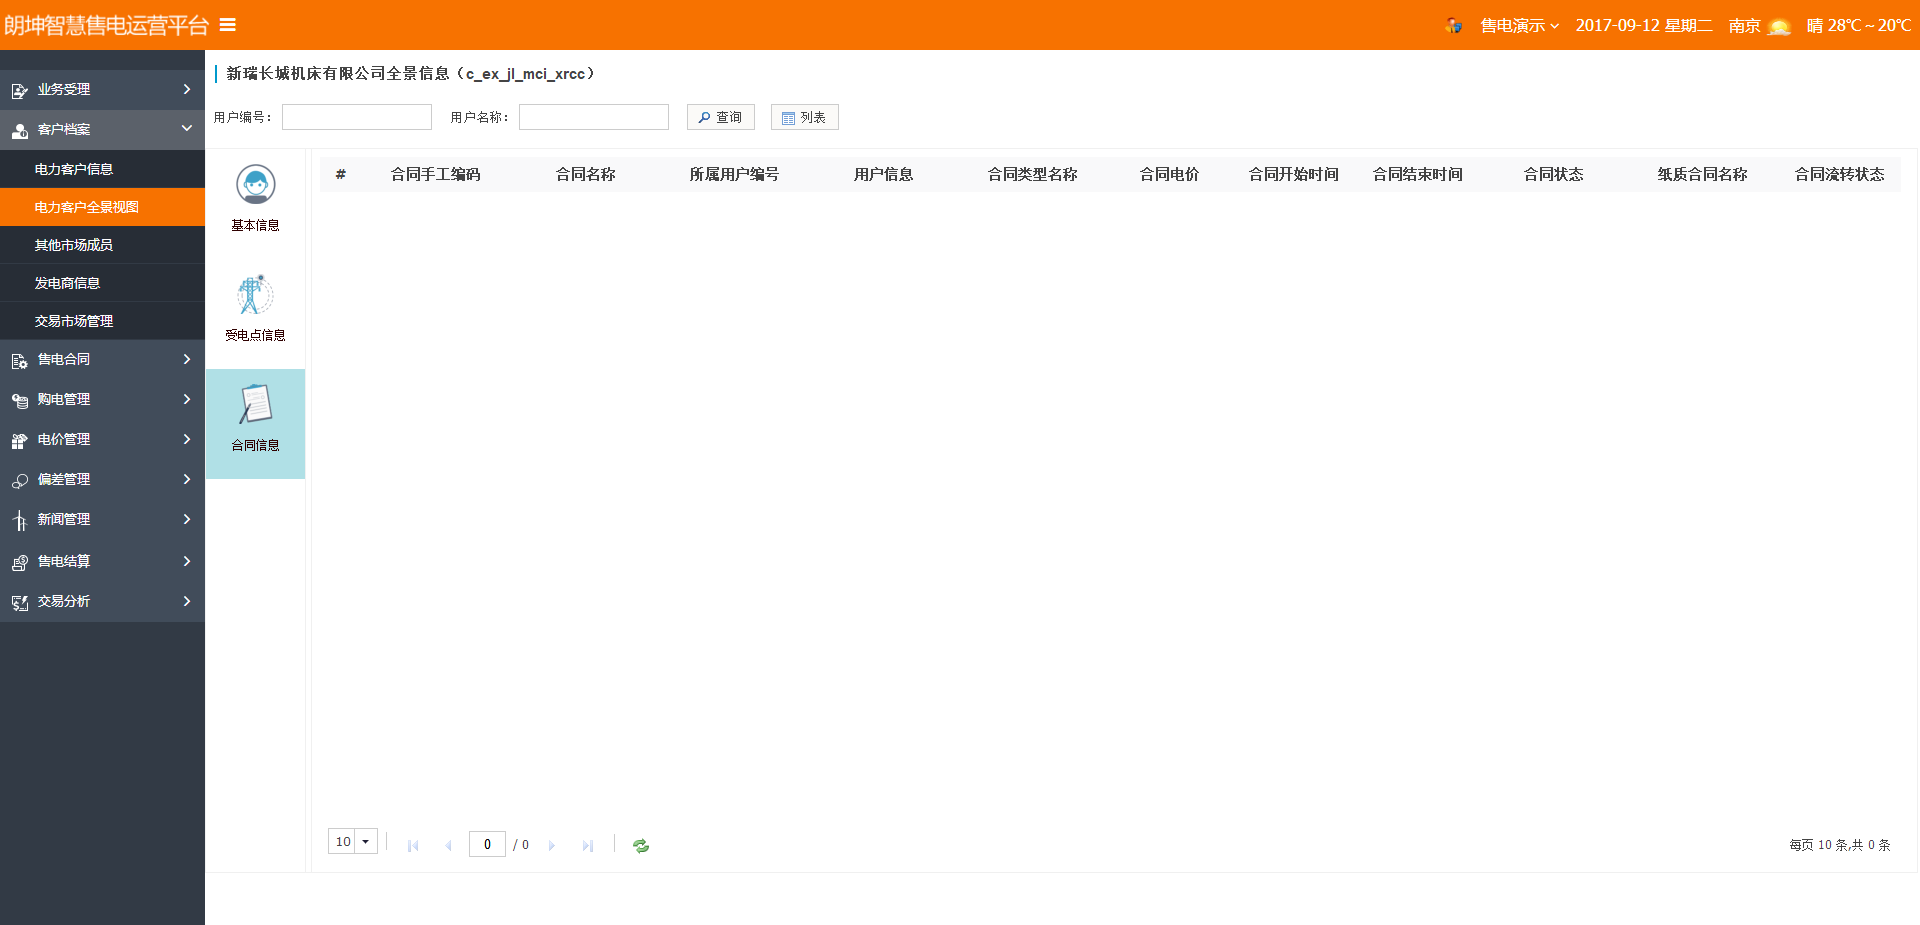 朗坤智慧售电运营平台
售电演示 2017-09-12 星期二 南京 晴 28℃～20℃
业务受理
客户档案
电力客户信息
电力客户全景视图
其他市场成员
发电商信息
交易市场管理
售电合同
购电管理
电价管理
偏差管理
新闻管理
售电结算
交易分析
新瑞长城机床有限公司全景信息（c_ex_jl_mci_xrcc）
用户编号： 用户名称： 查询 列表
基本信息
受电点信息
合同信息
# 合同手工编码 合同名称 所属用户编号 用户信息 合同类型名称 合同电价 合同开始时间 合同结束时间 合同状态 纸质合同名称 合同流转状态
10 0 / 0 每页 10 条,共 0 条